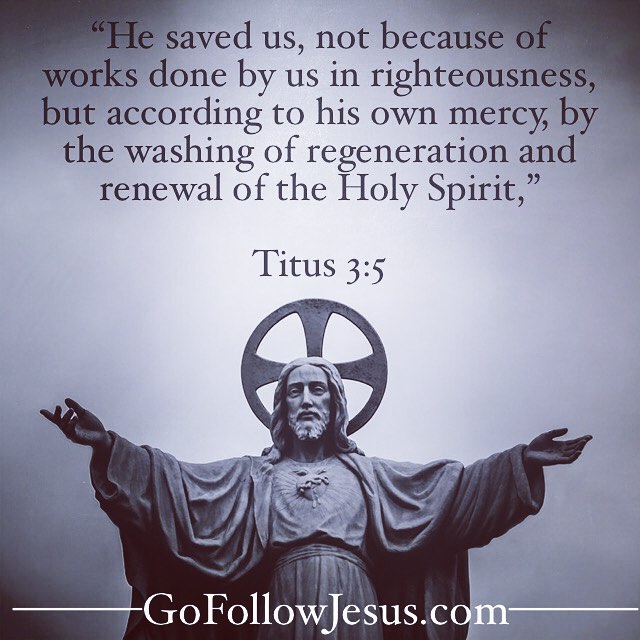 “He saved us, not because of
works done by us in righteousness,
but according to his own mercy, by
the washing of regeneration and
renewal of the Holy Spirit,”
Titus 3:5
GoFollowJesus.com